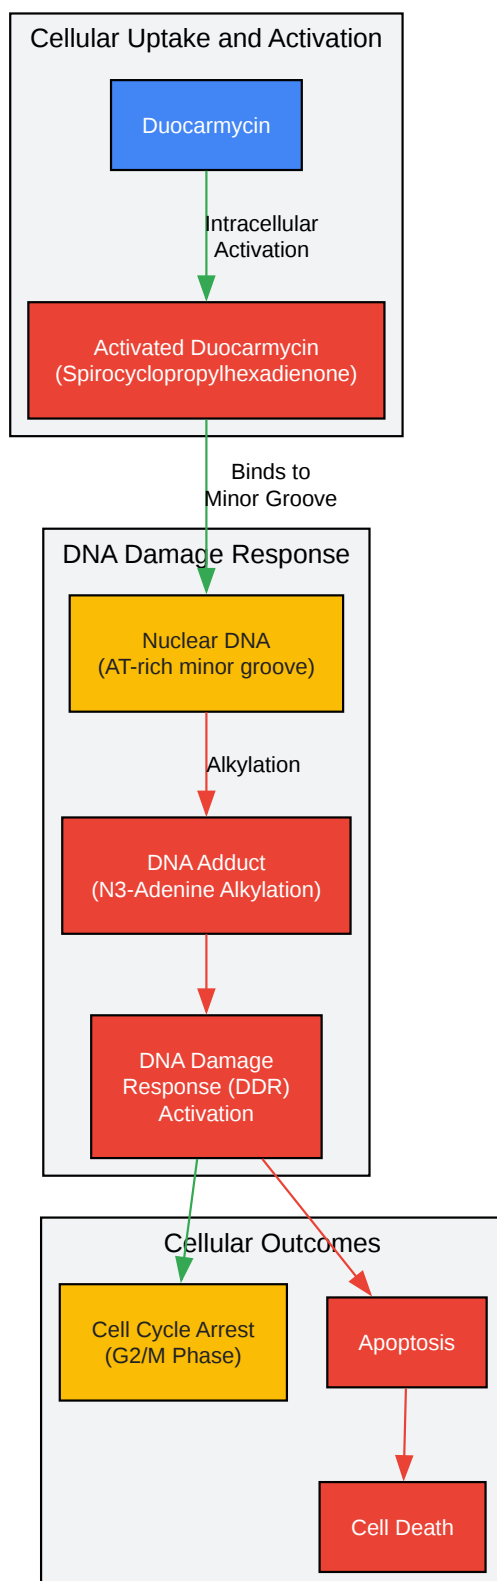 Cellular Uptake and Activation
Duocarmycin
Intracellular
Activation
Activated Duocarmycin
(Spirocyclopropylhexadienone)
Binds to
Minor Groove
DNA Damage Response
Nuclear DNA
(AT-rich minor groove)
Alkylation
DNA Adduct
(N3-Adenine Alkylation)
DNA Damage
Response (DDR)
Activation
Cellular Outcomes
Cell Cycle Arrest
(G2/M Phase)
Apoptosis
Cell Death